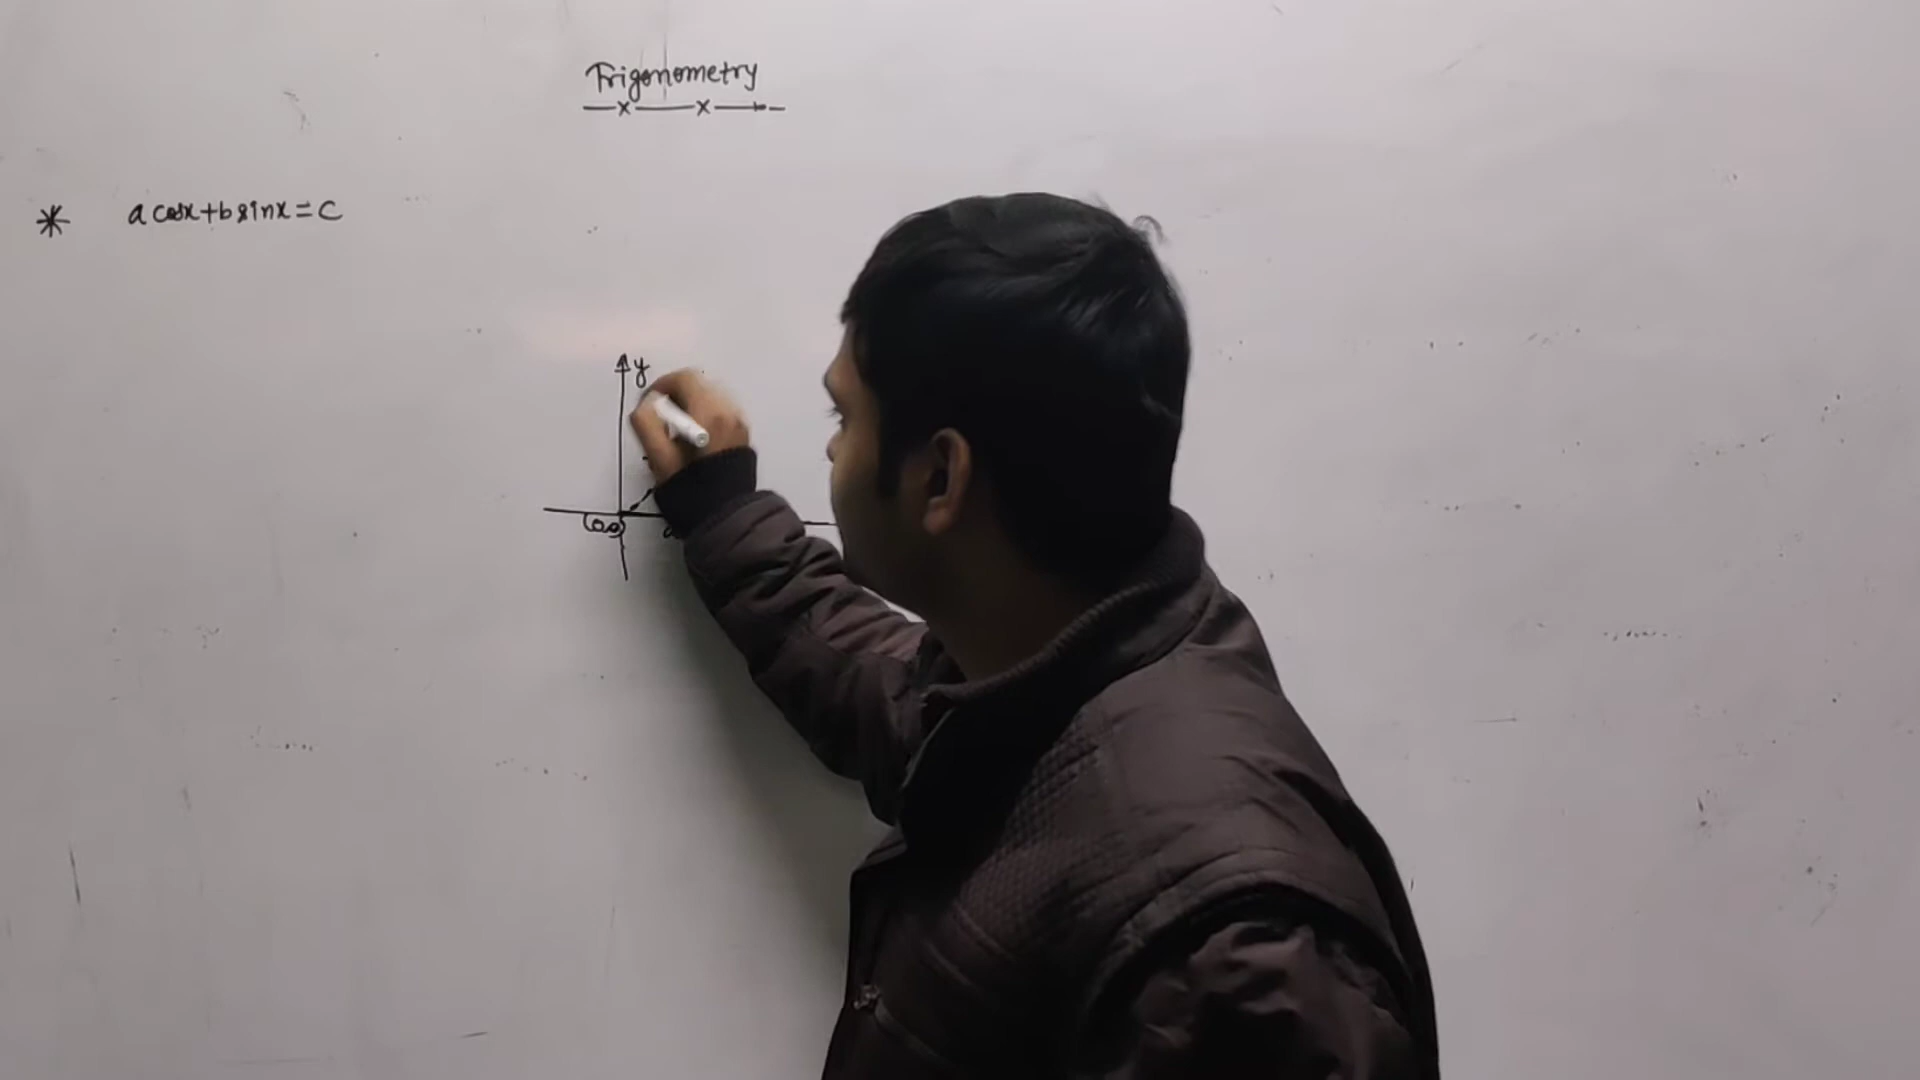 Trigonometry
* a cosx+b sinx=c
y
(0,0)
a